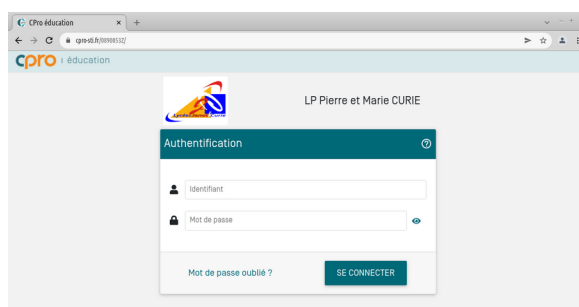 CPro éducation
cpro-sti.fr/0890853Z/
cpro éducation
LP Pierre et Marie CURIE
Authentification
Identifiant
Mot de passe
Mot de passe oublié ?
SE CONNECTER